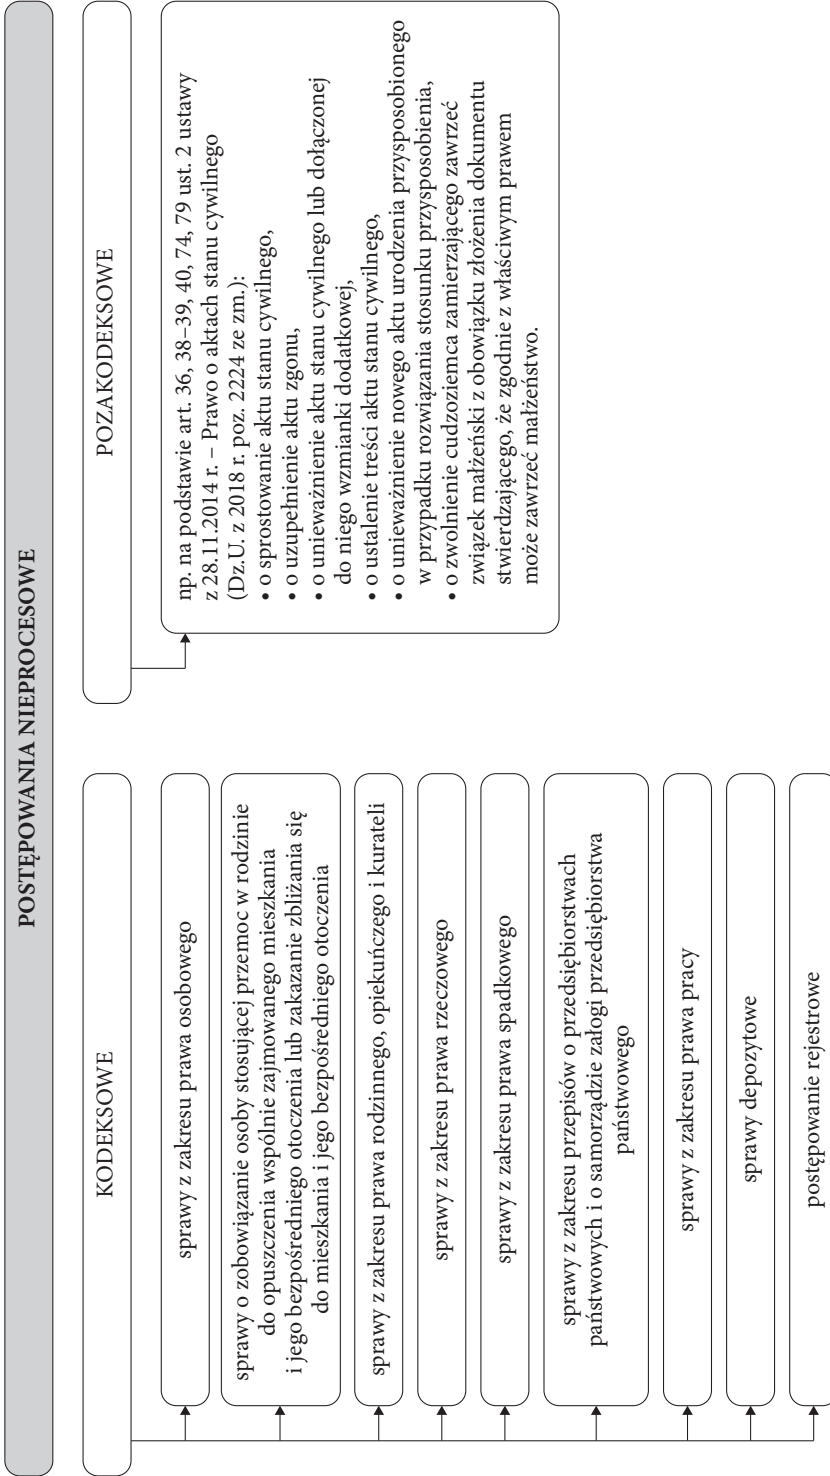 POSTĘPOWANIA NIEPROCESOWE
KODEKSOWE
sprawy z zakresu prawa osobowego
sprawy o zobowiązanie osoby stosującej przemoc w rodzinie
do opuszczenia wspólnie zajmowanego mieszkania
i jego bezpośredniego otoczenia lub zakazanie zbliżania się
do mieszkania i jego bezpośredniego otoczenia
sprawy z zakresu prawa rodzinnego, opiekuńczego i kurateli
sprawy z zakresu prawa rzeczowego
sprawy z zakresu prawa spadkowego
sprawy z zakresu przepisów o przedsiębiorstwach
państwowych i o samorządzie załogi przedsiębiorstwa
państwowego
sprawy z zakresu prawa pracy
sprawy depozytowe
postępowanie rejestrowe
POZAKODEKSOWE
np. na podstawie art. 36, 38–39, 40, 74, 79 ust. 2 ustawy
z 28.11.2014 r. – Prawo o aktach stanu cywilnego
(Dz.U. z 2018 r. poz. 2224 ze zm.):
• o sprostowanie aktu stanu cywilnego,
• o uzupełnienie aktu zgonu,
• o unieważnienie aktu stanu cywilnego lub dołączonej
do niego wzmianki dodatkowej,
• o ustalenie treści aktu stanu cywilnego,
• o unieważnienie nowego aktu urodzenia przysposobionego
w przypadku rozwiązania stosunku przysposobienia,
• o zwolnienie cudzoziemca zamierzającego zawrzeć
związek małżeński z obowiązku złożenia dokumentu
stwierdzającego, że zgodnie z właściwym prawem
może zawrzeć małżeństwo.